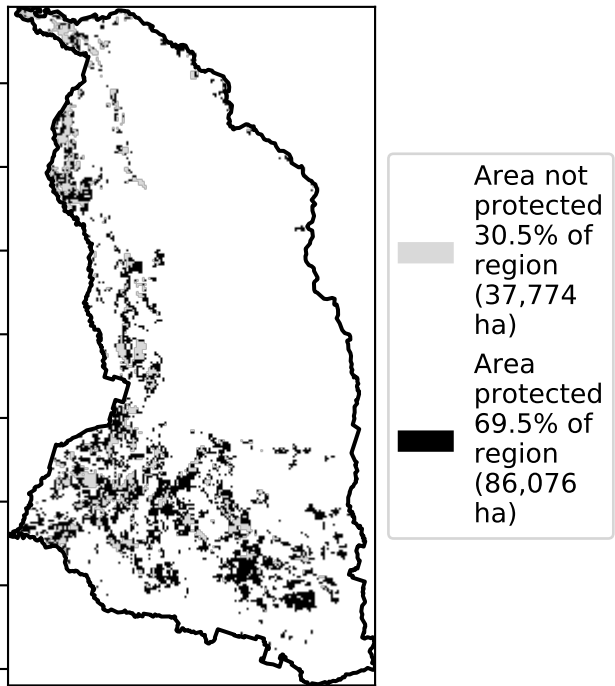 Area not
protected
30.5% of
region
(37,774
ha)
Area
protected
69.5% of
region
(86,076
ha)